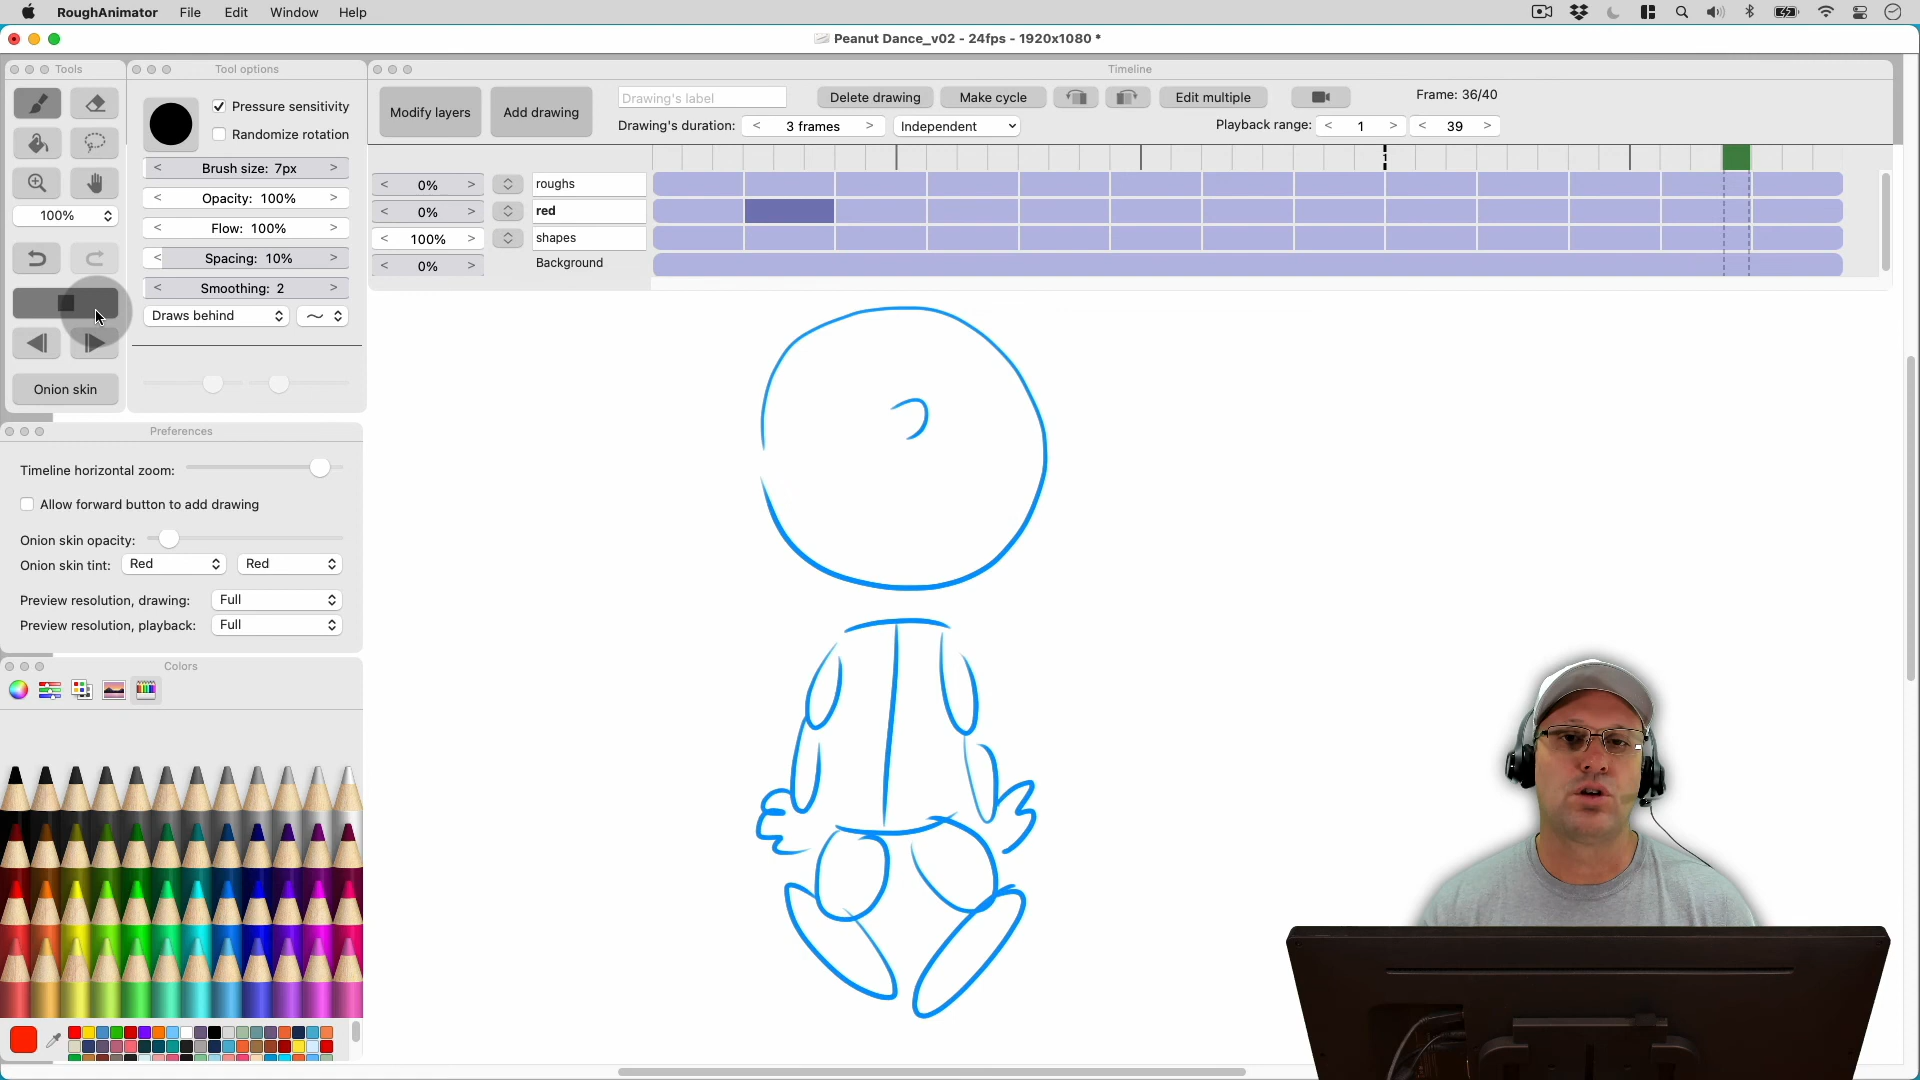 RoughAnimator File Edit Window Help
Peanut Dance_v02 - 24fps - 1920x1080 *
Tools
Tool options
Timeline
Pressure sensitivity
Randomize rotation
Modify layers
Add drawing
Drawing's label
Delete drawing
Make cycle
Edit multiple
Frame: 36/40
Drawing's duration: < 3 frames > Independent
Playback range: < 1 > < 39 >
< Brush size: 7px >
< Opacity: 100% >
< Flow: 100% >
< Spacing: 10% >
< Smoothing: 2 >
Draws behind
100%
Onion skin
1
< 0% > roughs
< 0% > red
< 100% > shapes
< 0% > Background
Preferences
Timeline horizontal zoom:
Allow forward button to add drawing
Onion skin opacity:
Onion skin tint: Red Red
Preview resolution, drawing: Full
Preview resolution, playback: Full
Colors